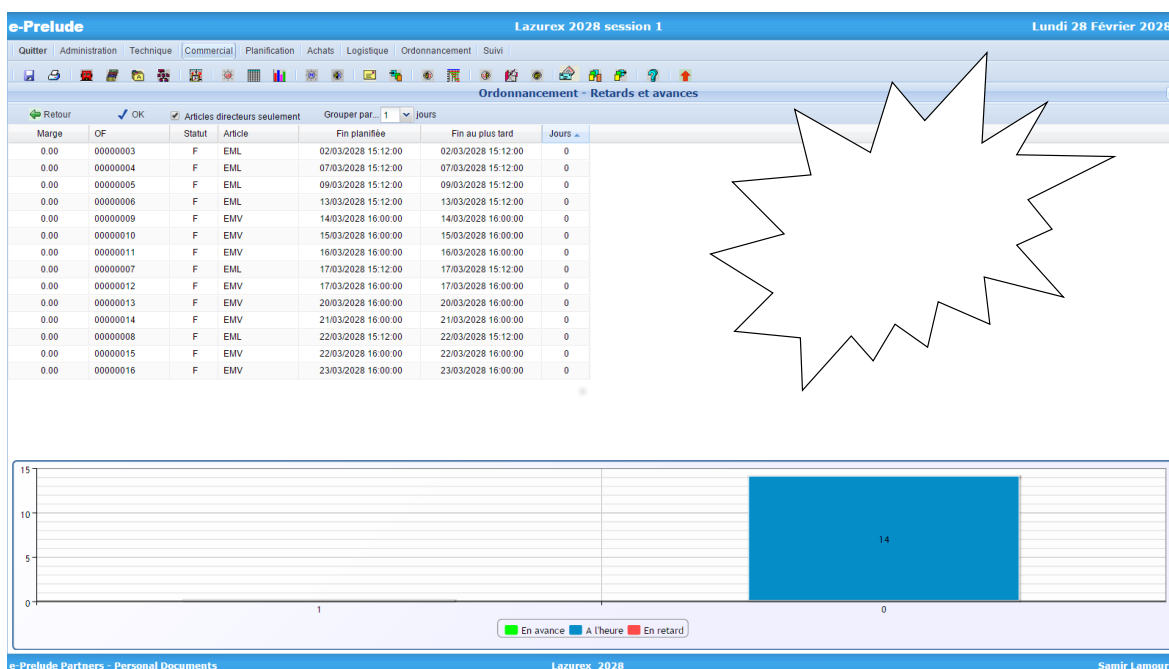 e-Prelude Lazurex 2028 session 1 Lundi 28 Février 2028
Quitter Administration Technique Commercial Planification Achats Logistique Ordonnancement Suivi
Ordonnancement - Retards et avances
Retour OK Articles directeurs seulement Grouper par... 1 jours
Marge OF Statut Article Fin planifiée Fin au plus tard Jours
0.00 00000003 F EML 02/03/2028 15:12:00 02/03/2028 15:12:00 0
0.00 00000004 F EML 07/03/2028 15:12:00 07/03/2028 15:12:00 0
0.00 00000005 F EML 09/03/2028 15:12:00 09/03/2028 15:12:00 0
0.00 00000006 F EML 13/03/2028 15:12:00 13/03/2028 15:12:00 0
0.00 00000009 F EMV 14/03/2028 16:00:00 14/03/2028 16:00:00 0
0.00 00000010 F EMV 15/03/2028 16:00:00 15/03/2028 16:00:00 0
0.00 00000011 F EMV 16/03/2028 16:00:00 16/03/2028 16:00:00 0
0.00 00000007 F EML 17/03/2028 15:12:00 17/03/2028 15:12:00 0
0.00 00000012 F EMV 17/03/2028 16:00:00 17/03/2028 16:00:00 0
0.00 00000013 F EMV 20/03/2028 16:00:00 20/03/2028 16:00:00 0
0.00 00000014 F EMV 21/03/2028 16:00:00 21/03/2028 16:00:00 0
0.00 00000008 F EML 22/03/2028 15:12:00 22/03/2028 15:12:00 0
0.00 00000015 F EMV 22/03/2028 16:00:00 22/03/2028 16:00:00 0
0.00 00000016 F EMV 23/03/2028 16:00:00 23/03/2028 16:00:00 0
15
10
14
5
0
1 0
En avance A l'heure En retard
e-Prelude Partners - Personal Documents Lazurex_2028 Samir Lamour